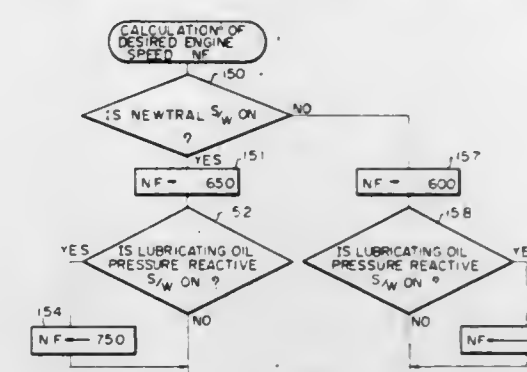 CALCULATION OF
DESIRED ENGINE
SPEED NF
150
IS NEWTRAL S/W ON
?
NO
YES
151
157
NF ← 650
NF ← 600
52
158
YES
IS LUBRICATING OIL
PRESSURE REACTIVE
S/W ON ?
IS LUBRICATING OIL
PRESSURE REACTIVE
S/W ON ?
154
NO
NO
NF ← 750
NF ←